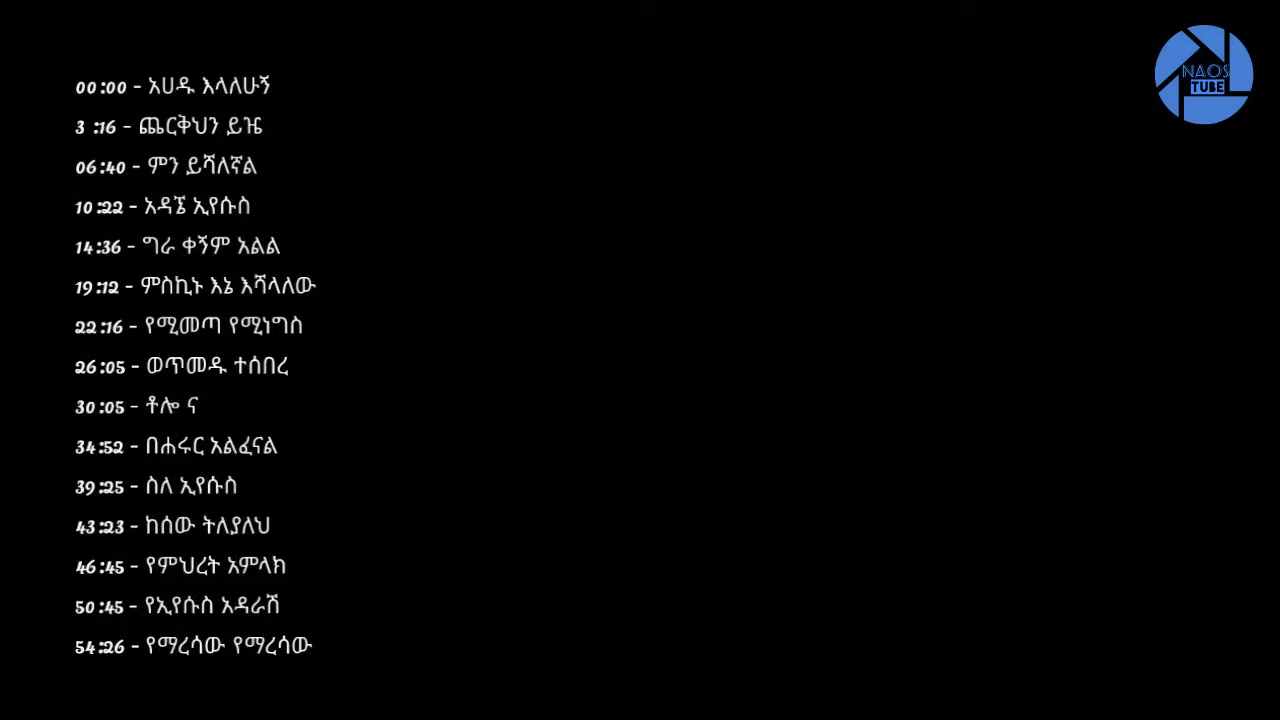 00:00 - አሀዱ እላለሁኝ
3 :16 - ጨርቅህን ይዤ
06:40 - ምን ይሻለኛል
10:22 - አዳኜ ኢየሱስ
14:36 - ግራ ቀኝም አልል
19:12 - ምስኪኑ እኔ እሻላለው
22:16 - የሚመጣ የሚነግስ
26:05 - ወጥመዱ ተሰበረ
30:05 - ቶሎ ና
34:52 - በሐሩር አልፈናል
39:25 - ስለ ኢየሱስ
43:23 - ከሰው ትለያለህ
46:45 - የምህረት አምላክ
50:45 - የኢየሱስ አዳራሽ
54:26 - የማረሳው የማረሳው
NAOS
TUBE